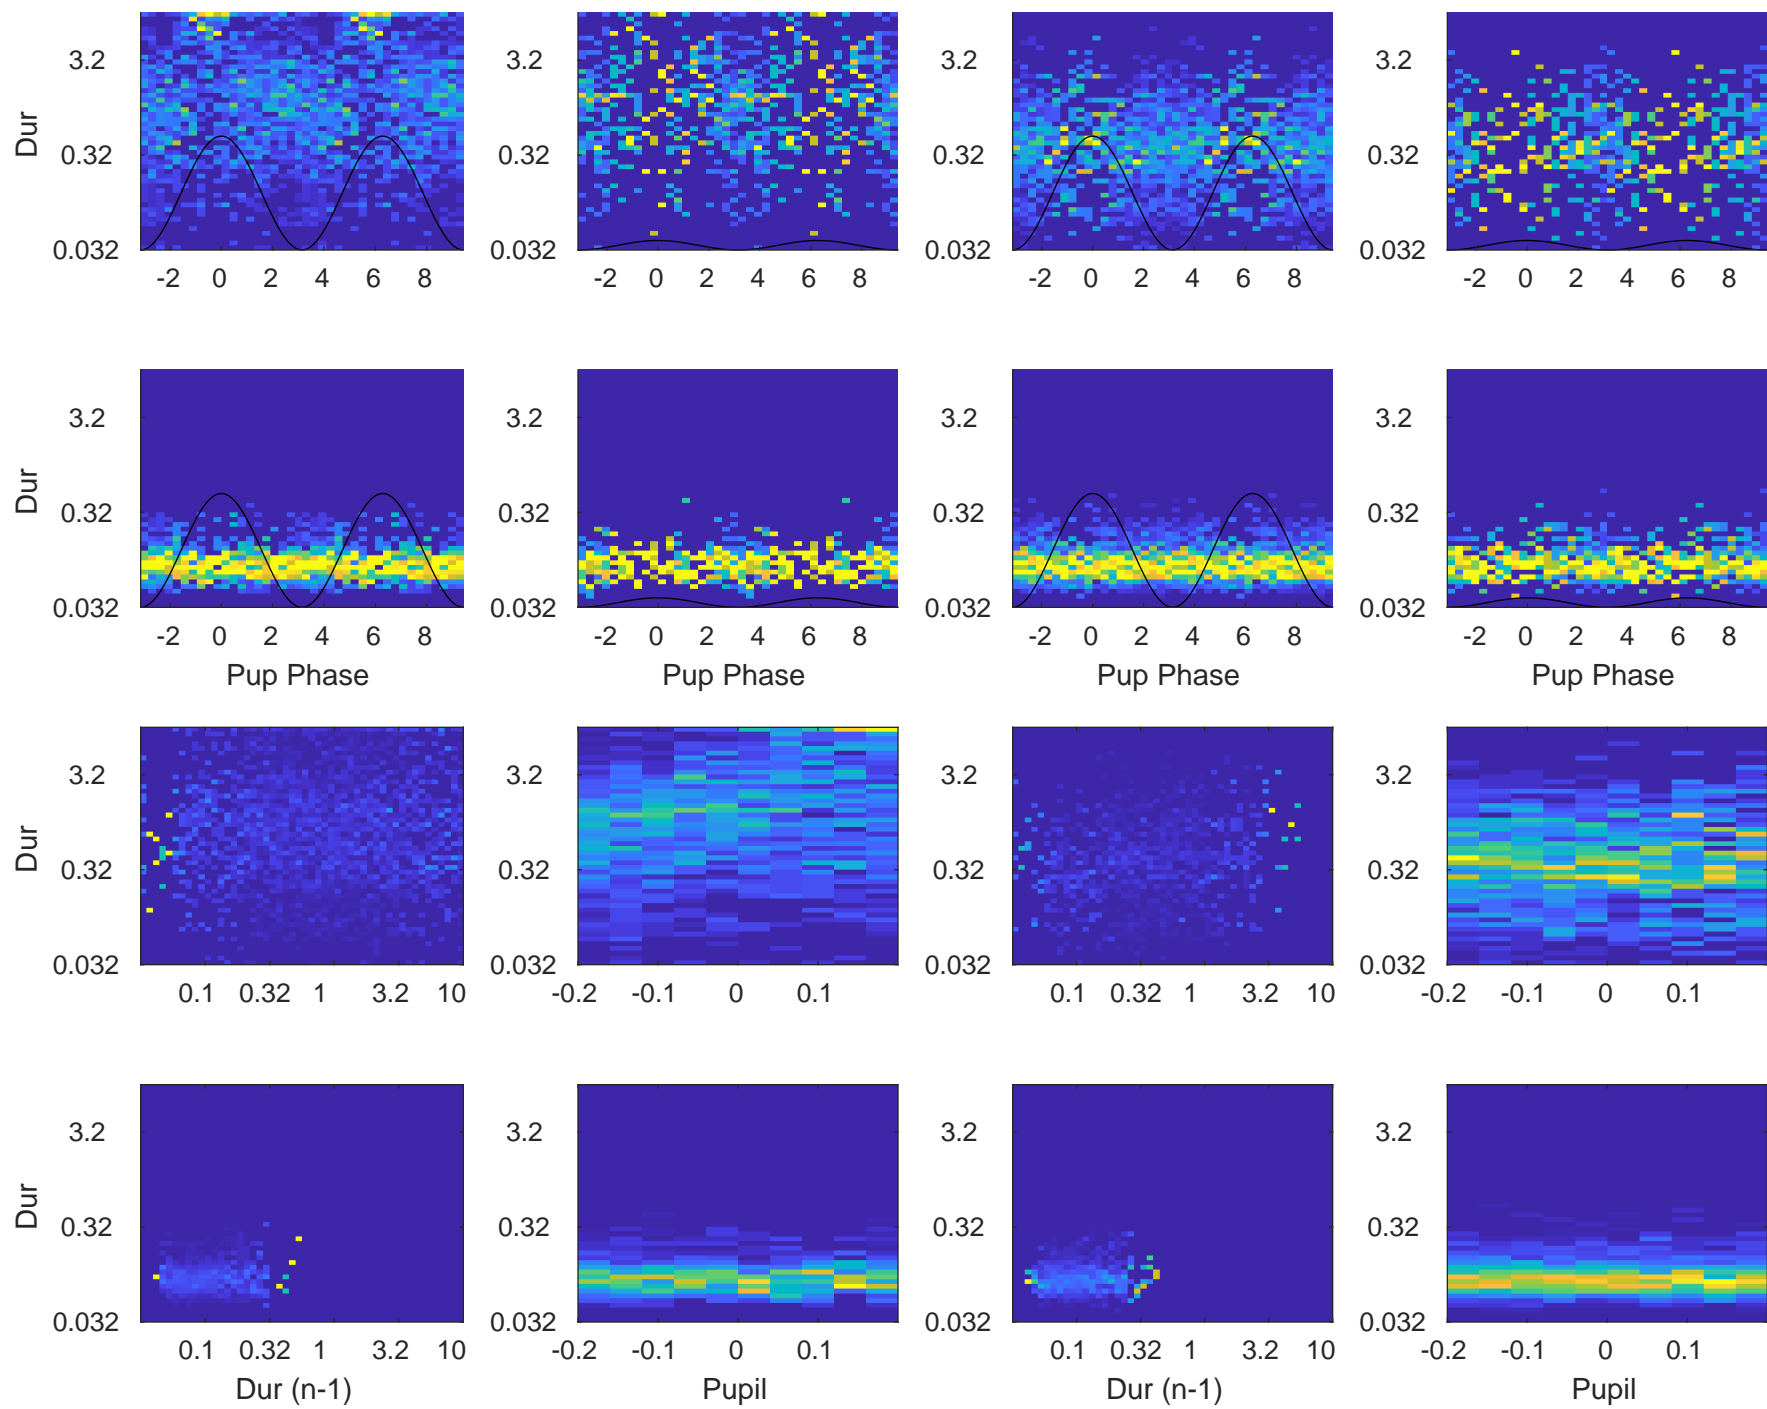 3.2 3.2 3.2 3.2
Dur
0.32 0.32 0.32 0.32
0.032 0.032 0.032 0.032
-2 0 2 4 6 8 -2 0 2 4 6 8 -2 0 2 4 6 8 -2 0 2 4 6 8
3.2 3.2 3.2 3.2
Dur
0.32 0.32 0.32 0.32
0.032 0.032 0.032 0.032
-2 0 2 4 6 8 -2 0 2 4 6 8 -2 0 2 4 6 8 -2 0 2 4 6 8
Pup Phase Pup Phase Pup Phase Pup Phase
3.2 3.2 3.2 3.2
Dur
0.32 0.32 0.32 0.32
0.032 0.032 0.032 0.032
0.1 0.32 1 3.2 10 -0.2 -0.1 0 0.1 0.1 0.32 1 3.2 10 -0.2 -0.1 0 0.1
3.2 3.2 3.2 3.2
Dur
0.32 0.32 0.32 0.32
0.032 0.032 0.032 0.032
0.1 0.32 1 3.2 10 -0.2 -0.1 0 0.1 0.1 0.32 1 3.2 10 -0.2 -0.1 0 0.1
Dur (n-1) Pupil Dur (n-1) Pupil